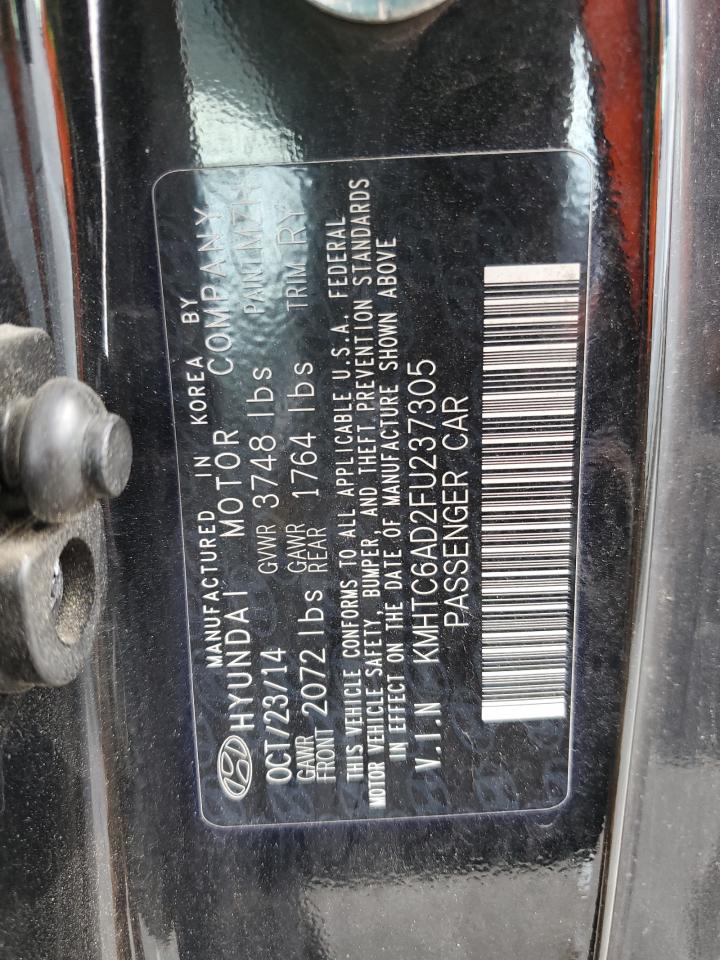 MANUFACTURED IN KOREA BY
HYUNDAI MOTOR COMPANY
OCT/23/14 GVWR 3748 lbs PAINT
GAWR FRONT 2072 lbs GAWR REAR 1764 lbs TRIM RY
THIS VEHICLE CONFORMS TO ALL APPLICABLE U.S.A. FEDERAL
MOTOR VEHICLE SAFETY, BUMPER, AND THEFT PREVENTION STANDARDS
IN EFFECT ON THE DATE OF MANUFACTURE SHOWN ABOVE
V.I.N KMHTC6AD2FU237305
PASSENGER CAR